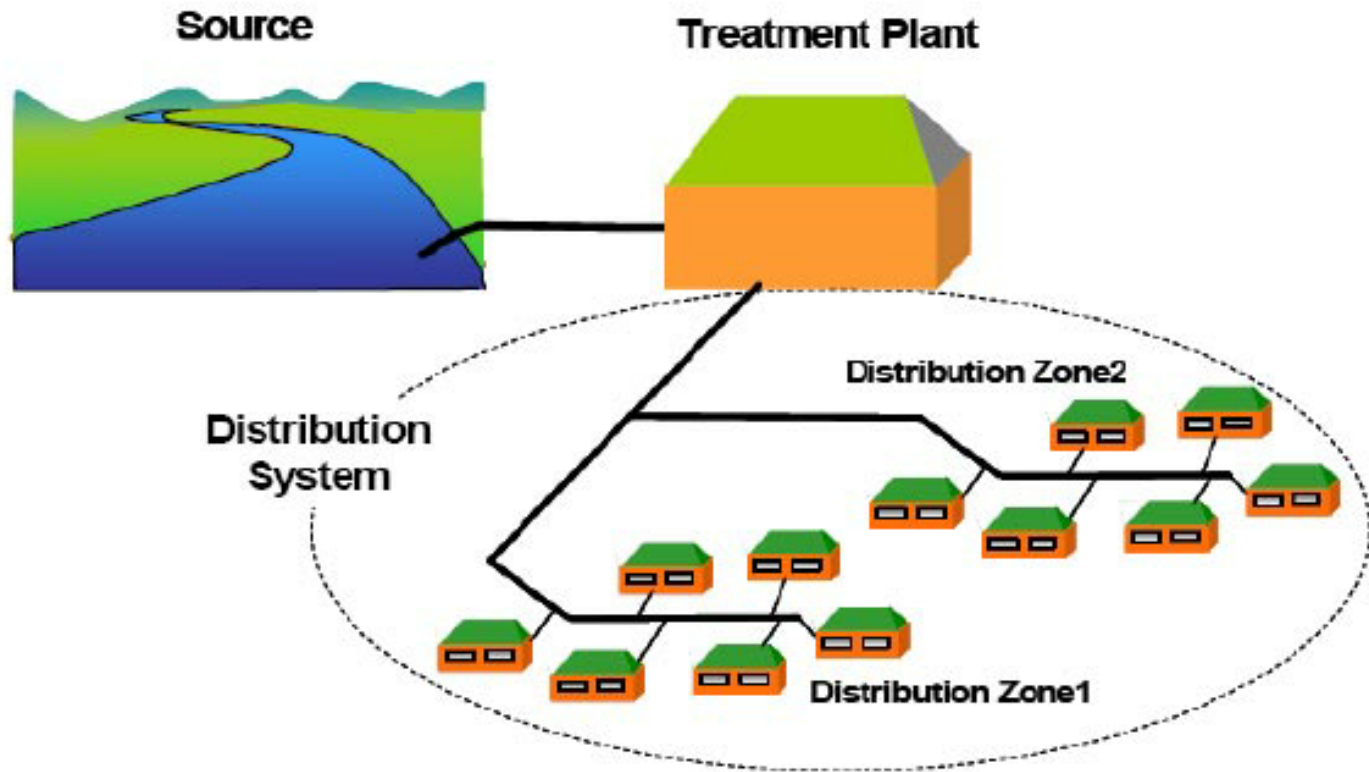 Source
Treatment Plant
Distribution Zone2
Distribution
System
Distribution Zone1